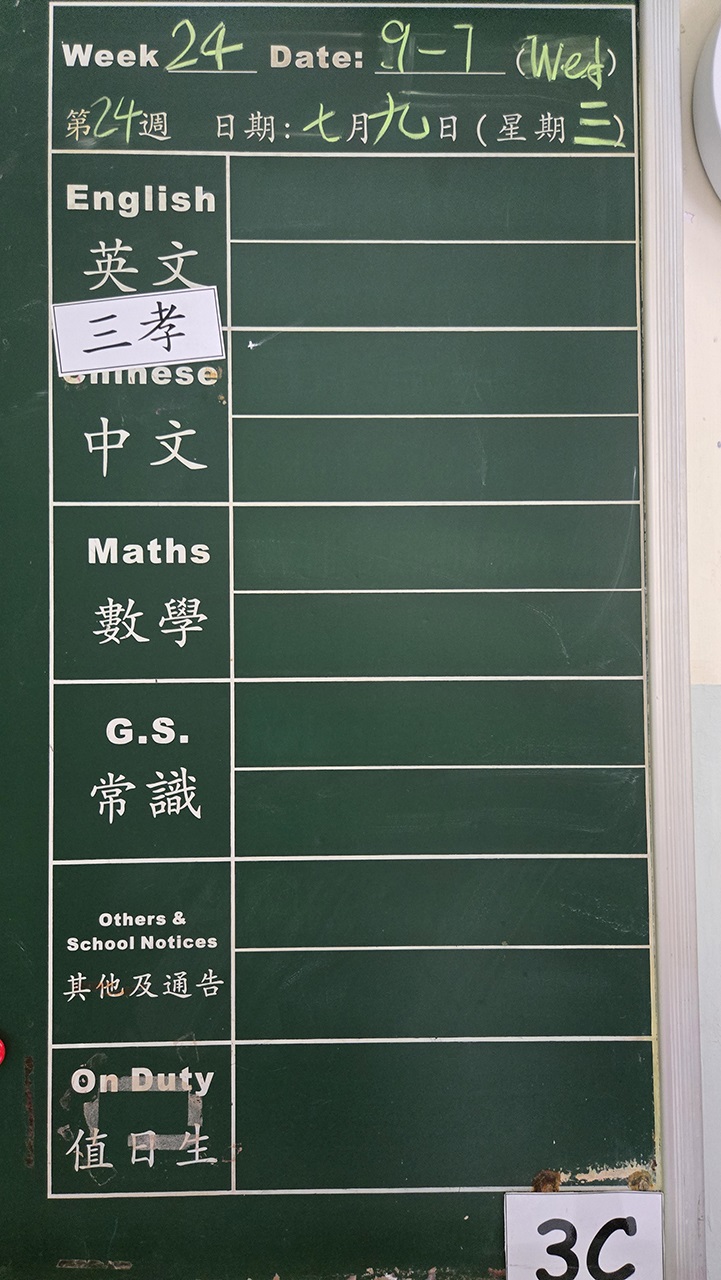 Week 24 Date: 9-7 (Wed)
第24週 日期: 七月九日(星期三)
English
英文
三孝
Chinese
中文
Maths
數學
G.S.
常識
Others &
School Notices
其他及通告
On Duty
值日生
3C